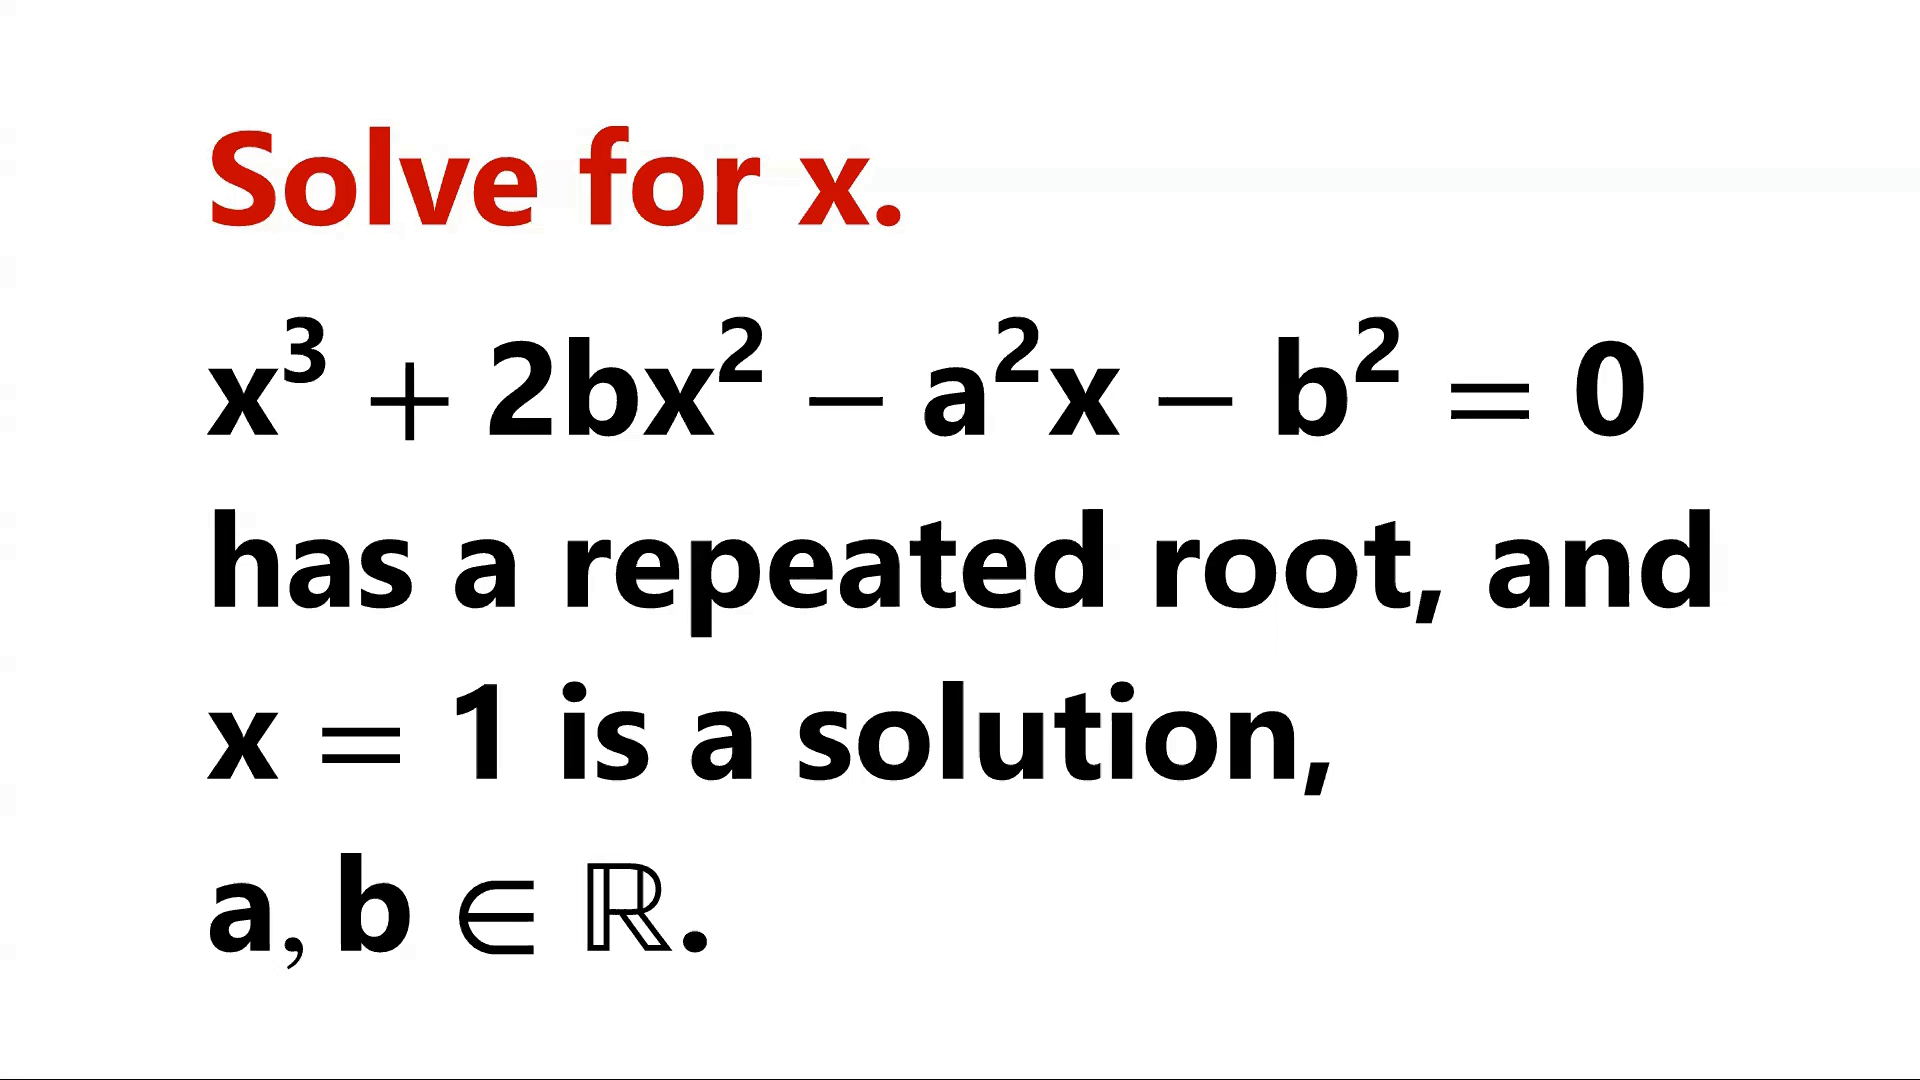 Solve for x.
x³ + 2bx² − a²x − b² = 0
has a repeated root, and
x = 1 is a solution,
a, b ∈ ℝ.